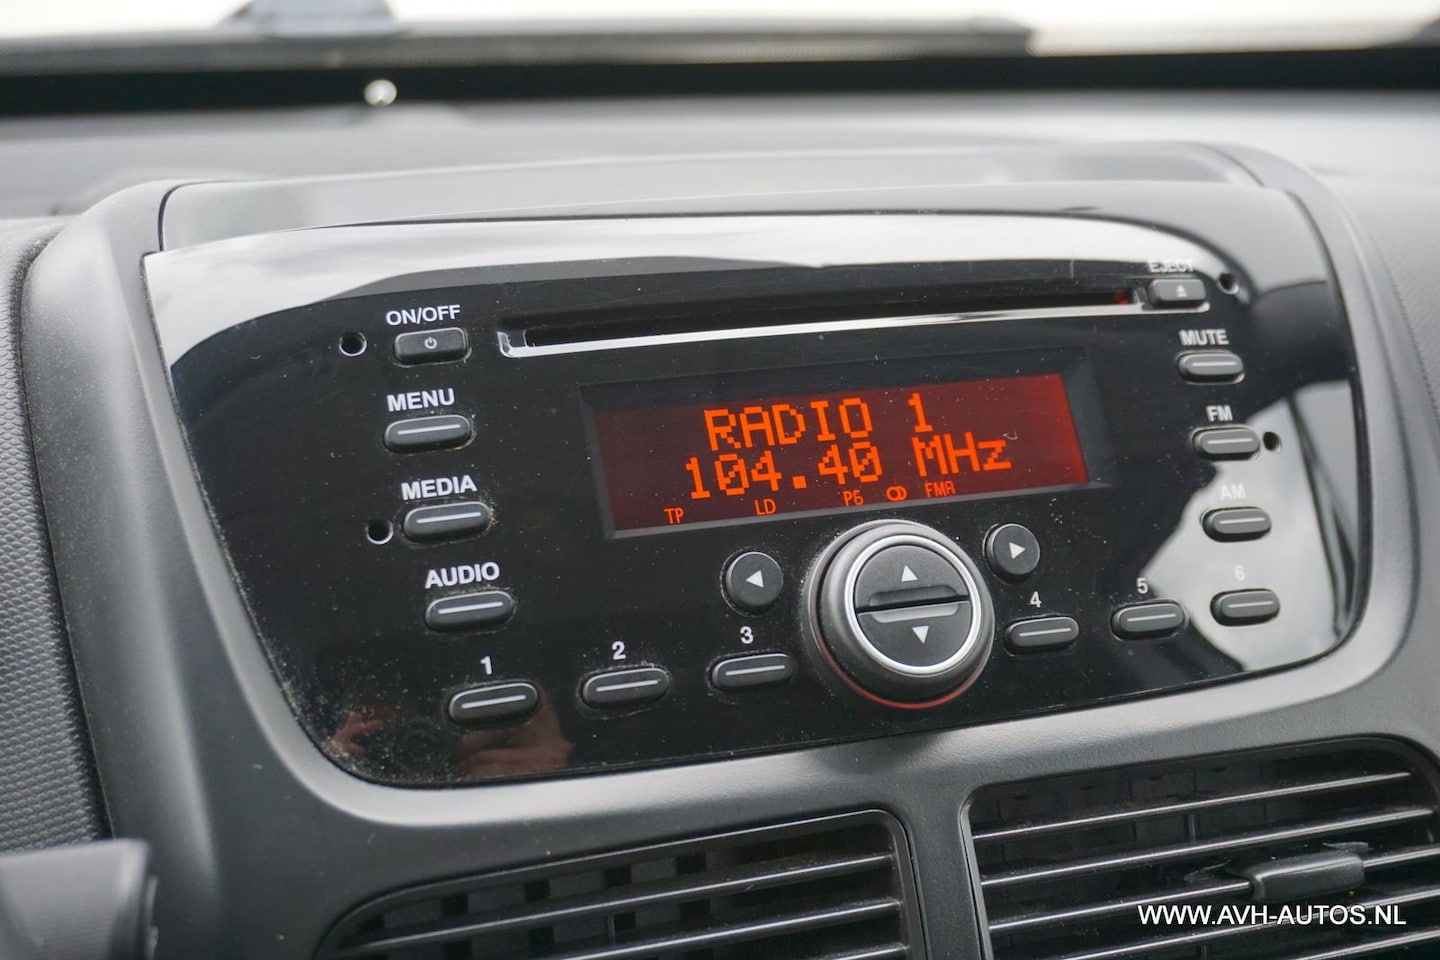 EJECT
ON/OFF
MUTE
MENU
FM
RADIO 1
104.40 MHz
MEDIA
TP LD P6 FMA
AM
AUDIO
1 2 3 4 5 6
WWW.AVH-AUTOS.NL